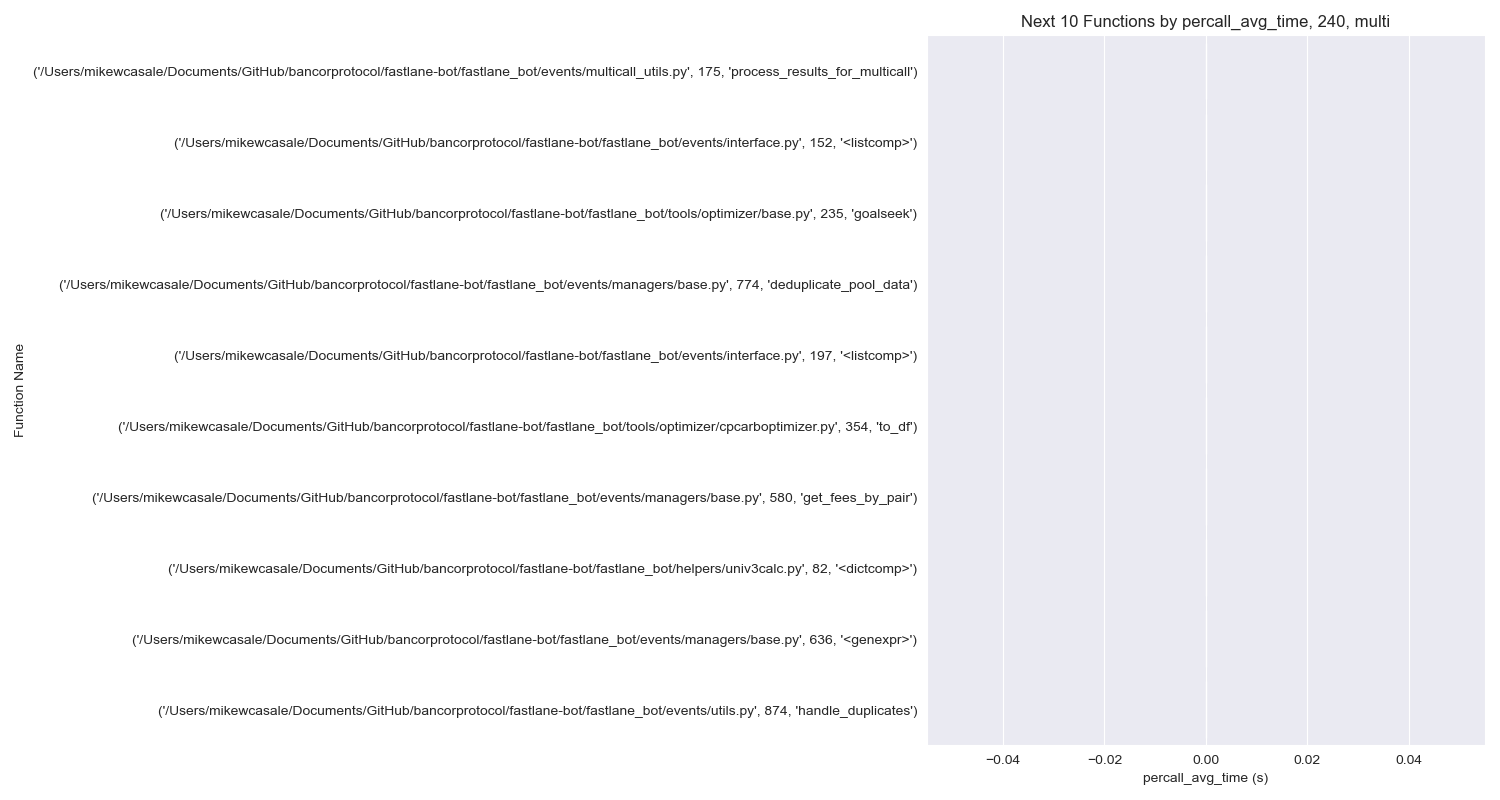 Next 10 Functions by percall_avg_time, 240, multi
('/Users/mikewcasale/Documents/GitHub/bancorprotocol/fastlane-bot/fastlane_bot/events/multicall_utils.py', 175, 'process_results_for_multicall')
('/Users/mikewcasale/Documents/GitHub/bancorprotocol/fastlane-bot/fastlane_bot/events/interface.py', 152, '<listcomp>')
('/Users/mikewcasale/Documents/GitHub/bancorprotocol/fastlane-bot/fastlane_bot/tools/optimizer/base.py', 235, 'goalseek')
('/Users/mikewcasale/Documents/GitHub/bancorprotocol/fastlane-bot/fastlane_bot/events/managers/base.py', 774, 'deduplicate_pool_data')
('/Users/mikewcasale/Documents/GitHub/bancorprotocol/fastlane-bot/fastlane_bot/events/interface.py', 197, '<listcomp>')
('/Users/mikewcasale/Documents/GitHub/bancorprotocol/fastlane-bot/fastlane_bot/tools/optimizer/cpcarboptimizer.py', 354, 'to_df')
('/Users/mikewcasale/Documents/GitHub/bancorprotocol/fastlane-bot/fastlane_bot/events/managers/base.py', 580, 'get_fees_by_pair')
('/Users/mikewcasale/Documents/GitHub/bancorprotocol/fastlane-bot/fastlane_bot/helpers/univ3calc.py', 82, '<dictcomp>')
('/Users/mikewcasale/Documents/GitHub/bancorprotocol/fastlane-bot/fastlane_bot/events/managers/base.py', 636, '<genexpr>')
('/Users/mikewcasale/Documents/GitHub/bancorprotocol/fastlane-bot/fastlane_bot/events/utils.py', 874, 'handle_duplicates')
Function Name
−0.04 −0.02 0.00 0.02 0.04
percall_avg_time (s)